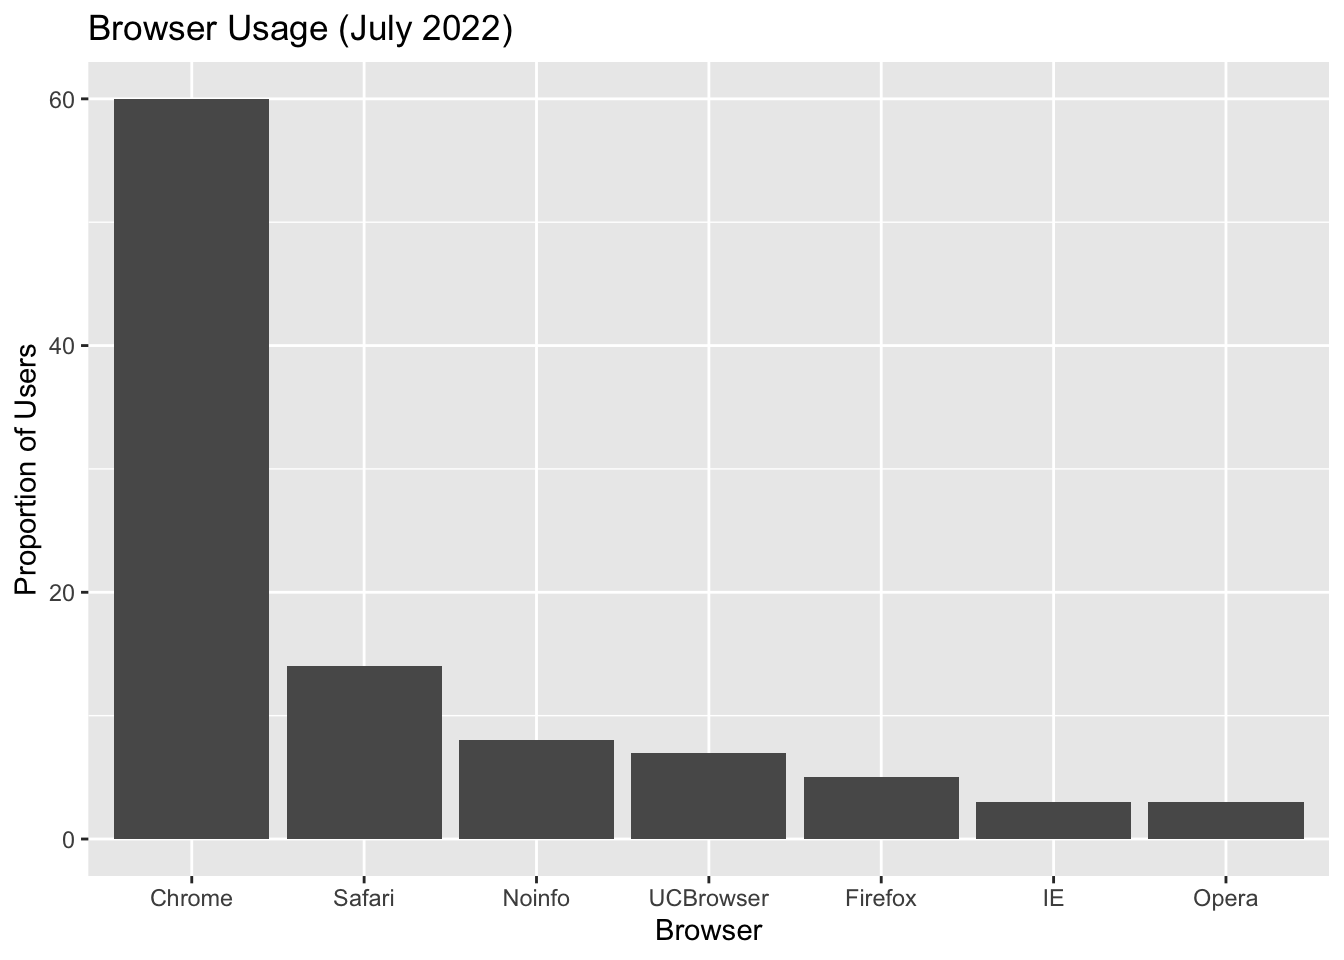 Browser Usage (July 2022)
Proportion of Users
60
40
20
0
Chrome Safari Noinfo UCBrowser Firefox IE Opera
Browser